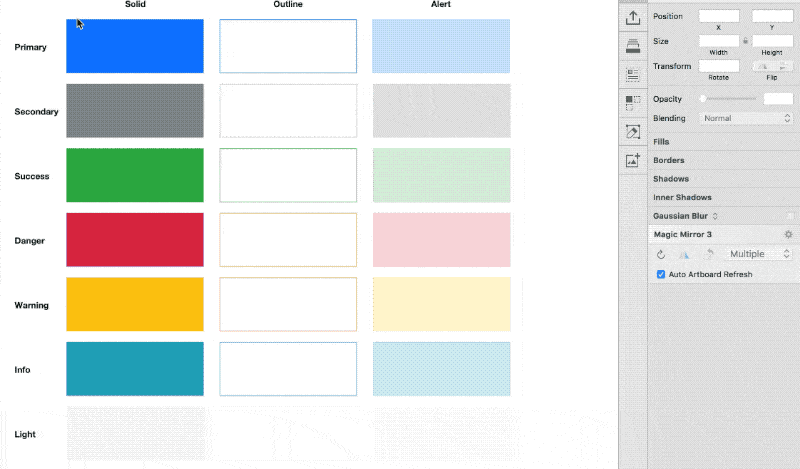 Solid Outline Alert
Primary
Secondary
Success
Danger
Warning
Info
Light
Position
X Y
Size
Width Height
Transform
Rotate Flip
Opacity
Blending Normal
Fills
Borders
Shadows
Inner Shadows
Gaussian Blur
Magic Mirror 3
Multiple
Auto Artboard Refresh